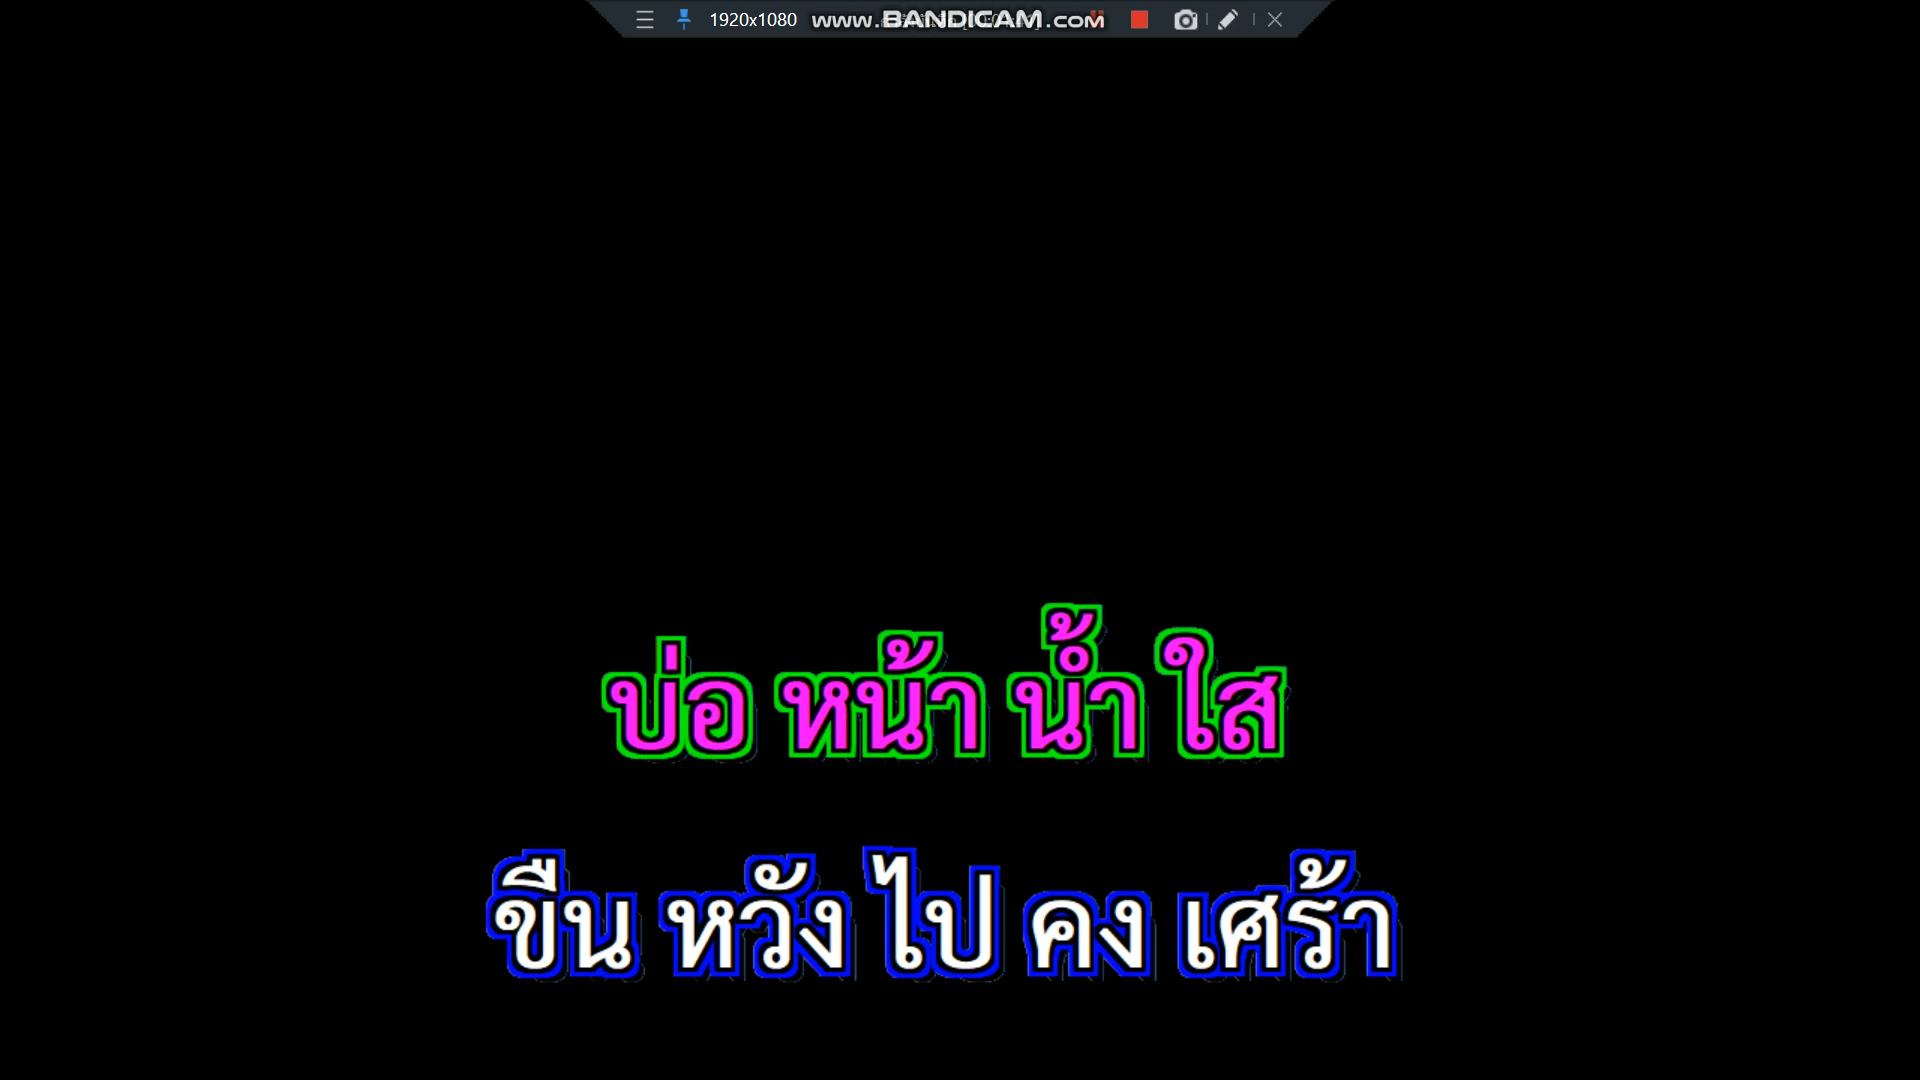 1920x1080 www.BANDICAM.com
บ่อ หน้า น้ำ ใส
ขืน หวัง ไป คง เศร้า